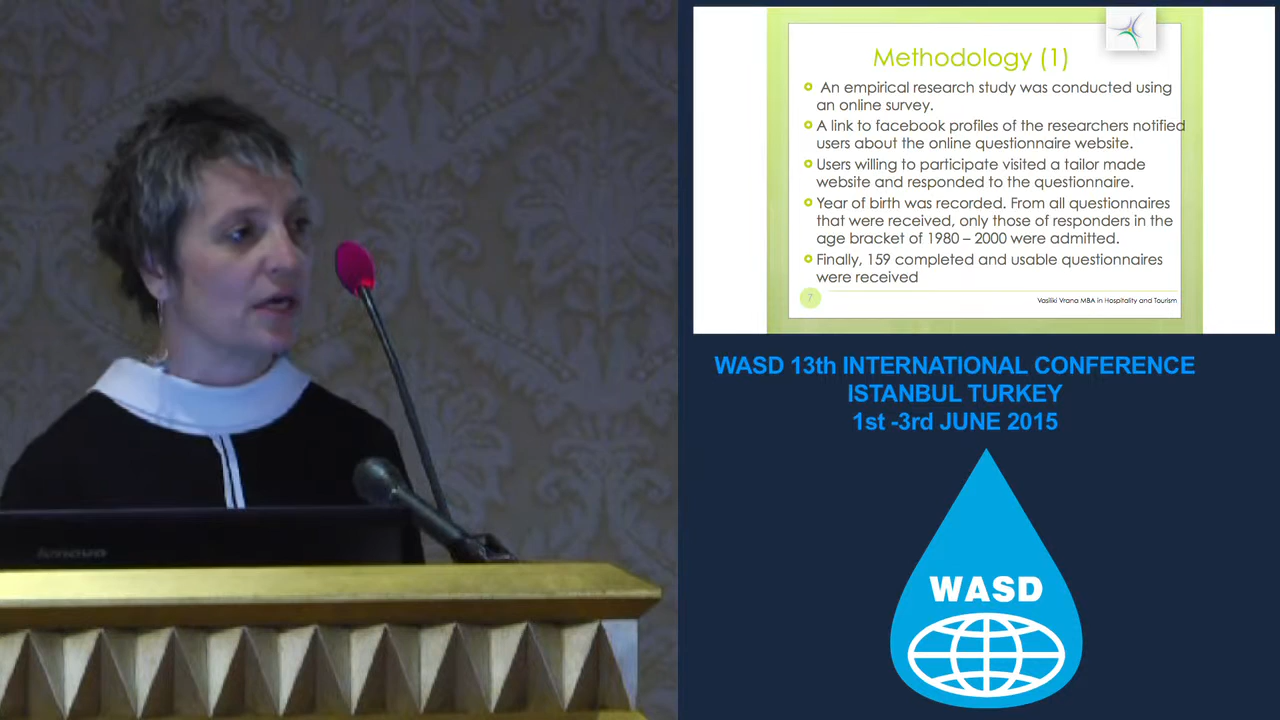 Methodology (1)
An empirical research study was conducted using
an online survey.
A link to facebook profiles of the researchers notified
users about the online questionnaire website.
Users willing to participate visited a tailor made
website and responded to the questionnaire.
Year of birth was recorded. From all questionnaires
that were received, only those of responders in the
age bracket of 1980 – 2000 were admitted.
Finally, 159 completed and usable questionnaires
were received
7
Vasiliki Vrana MBA in Hospitality and Tourism
WASD 13th INTERNATIONAL CONFERENCE
ISTANBUL TURKEY
1st -3rd JUNE 2015
WASD
lenovo